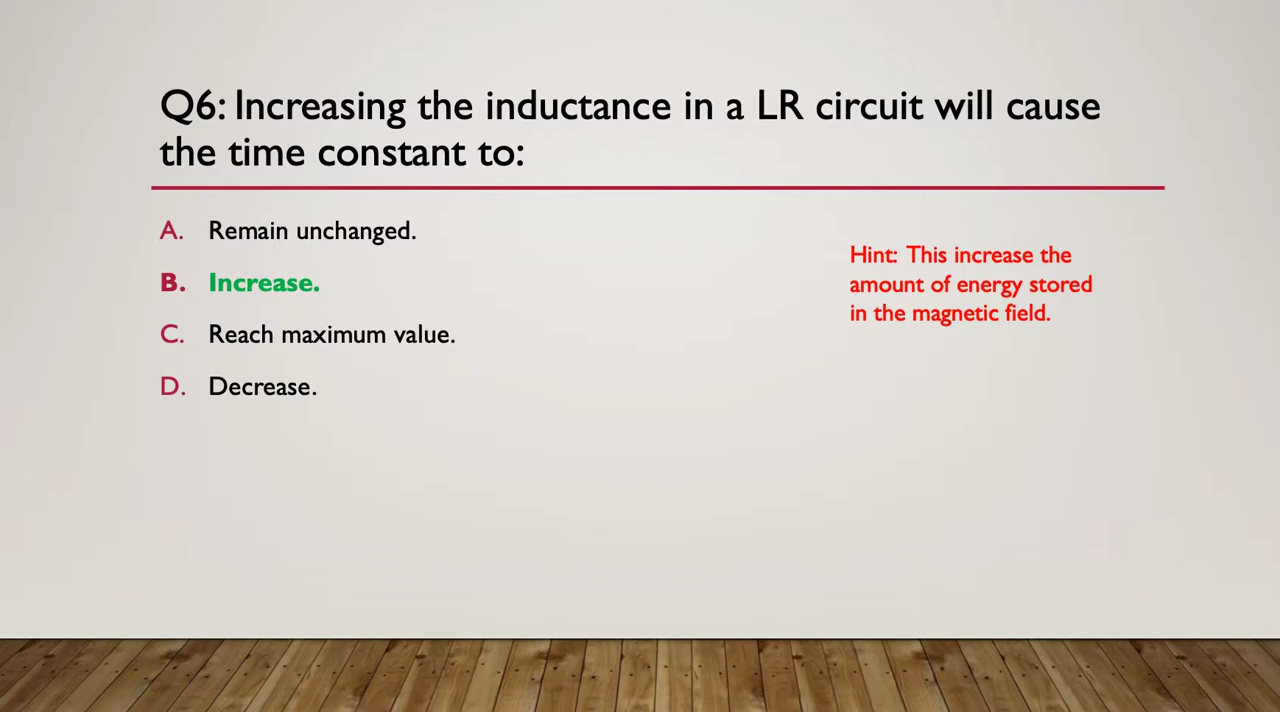 Q6: Increasing the inductance in a LR circuit will cause
the time constant to:
A. Remain unchanged.
B. Increase.
C. Reach maximum value.
D. Decrease.
Hint: This increase the
amount of energy stored
in the magnetic field.